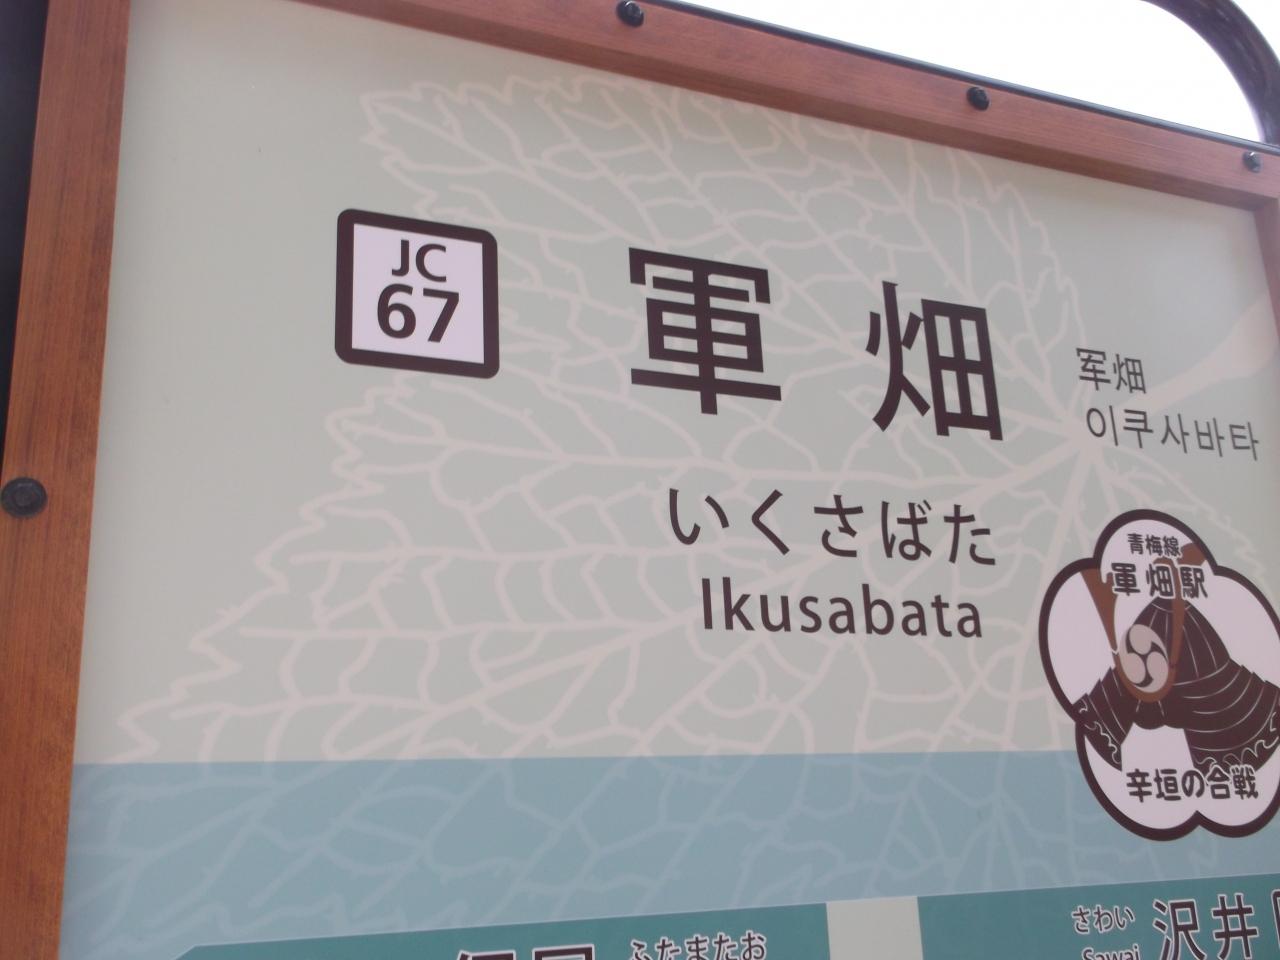 JC
67
軍畑
军畑
이쿠사바타
いくさばた
Ikusabata
青梅線
軍畑駅
辛垣の合戦
ふたまたお
さわい
Sawai
沢井